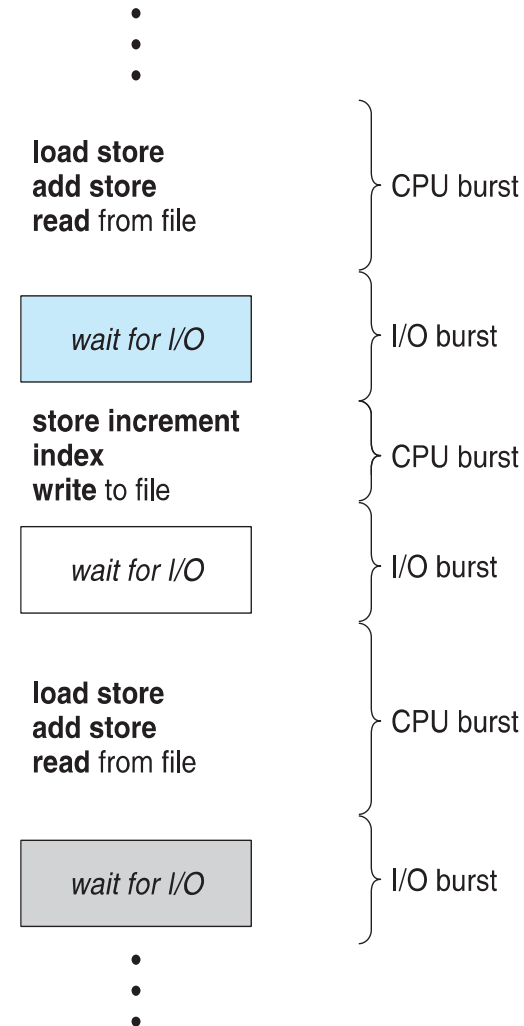 load store
add store
read from file
CPU burst
wait for I/O
I/O burst
store increment
index
write to file
CPU burst
wait for I/O
I/O burst
load store
add store
read from file
CPU burst
wait for I/O
I/O burst